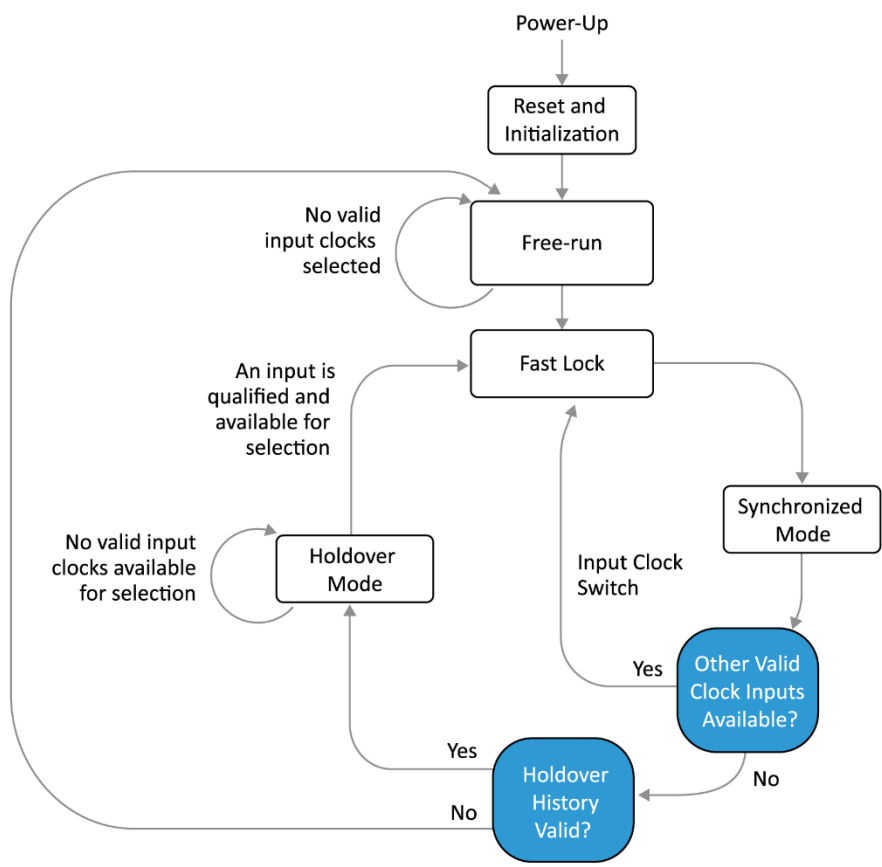 Power-Up
Reset and
Initialization
No valid
input clocks
selected
Free-run
Fast Lock
An input is
qualified and
available for
selection
Synchronized
Mode
No valid input
clocks available
for selection
Holdover
Mode
Input Clock
Switch
Yes
Other Valid
Clock Inputs
Available?
No
Yes
No
Holdover
History
Valid?